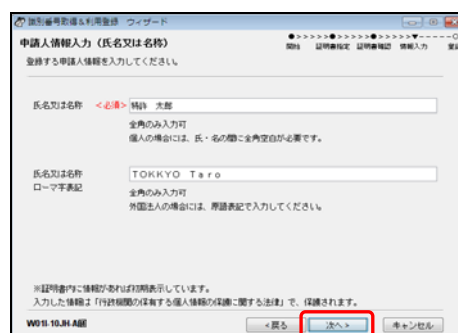 識別番号取得&利用登録 ウィザード
申請人情報入力（氏名又は名称）
●>>>>>●>>>>>●>>>>>▼-----○
開始 証明書指定 証明書確認 情報入力
登録する申請人情報を入力してください。
氏名又は名称 <必須> 特許 太郎
全角のみ入力可
個人の場合には、氏・名の間に全角空白が必要です。
氏名又は名称 ＴＯＫＫＹＯ Ｔａｒｏ
ローマ字表記
全角のみ入力可
外国法人の場合には、原語表記で入力してください。
※証明書内に情報があれば初期表示しています。
入力した情報は「行政機関の保有する個人情報の保護に関する法律」で、保護されます。
W01I-10.JH-A画 <戻る 次へ> キャンセル